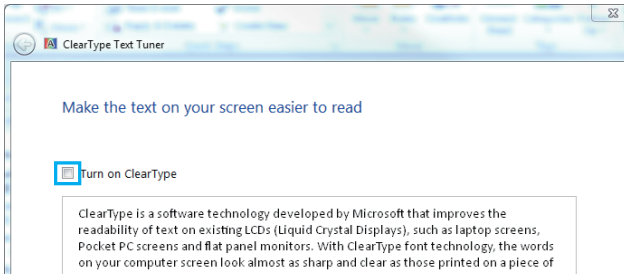 ClearType Text Tuner
Make the text on your screen easier to read
Turn on ClearType
ClearType is a software technology developed by Microsoft that improves the
readability of text on existing LCDs (Liquid Crystal Displays), such as laptop screens,
Pocket PC screens and flat panel monitors. With ClearType font technology, the words
on your computer screen look almost as sharp and clear as those printed on a piece of